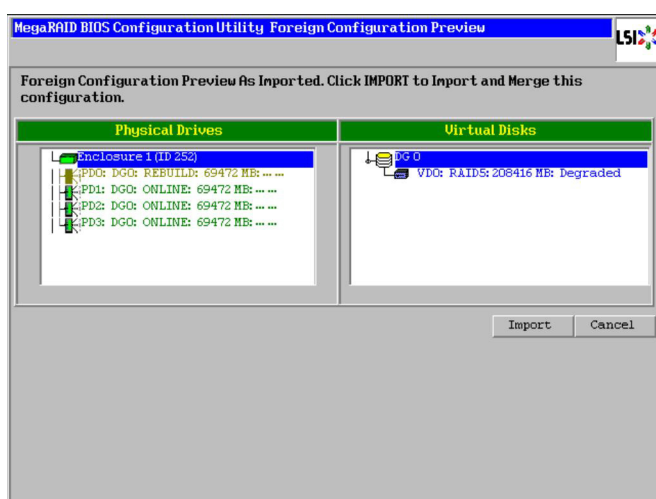 MegaRAID BIOS Configuration Utility Foreign Configuration Preview
LSI
Foreign Configuration Preview As Imported. Click IMPORT to Import and Merge this
configuration.
Physical Drives
Enclosure 1 (ID 252)
PD0: DG0: REBUILD: 69472 MB: ... ...
PD1: DG0: ONLINE: 69472 MB: ... ...
PD2: DG0: ONLINE: 69472 MB: ... ...
PD3: DG0: ONLINE: 69472 MB: ... ...
Virtual Disks
DG 0
VD0: RAID5: 208416 MB: Degraded
Import
Cancel